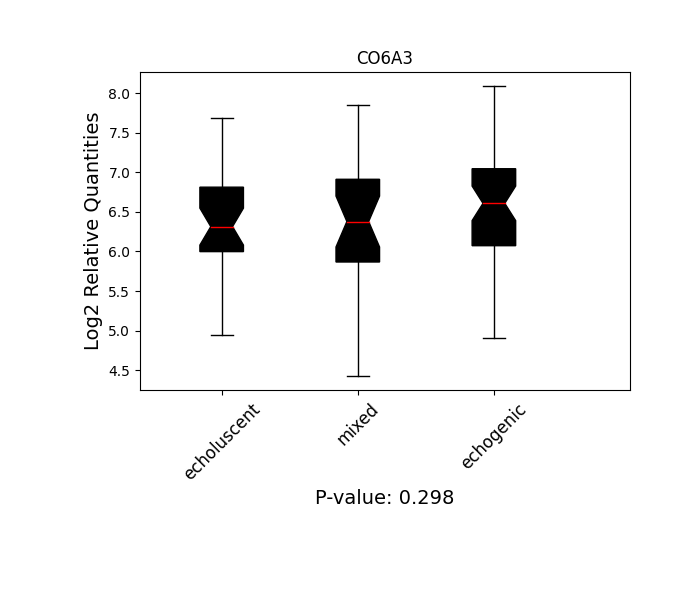 CO6A3
Log2 Relative Quantities
8.0
7.5
7.0
6.5
6.0
5.5
5.0
4.5
echoluscent
mixed
echogenic
P-value: 0.298